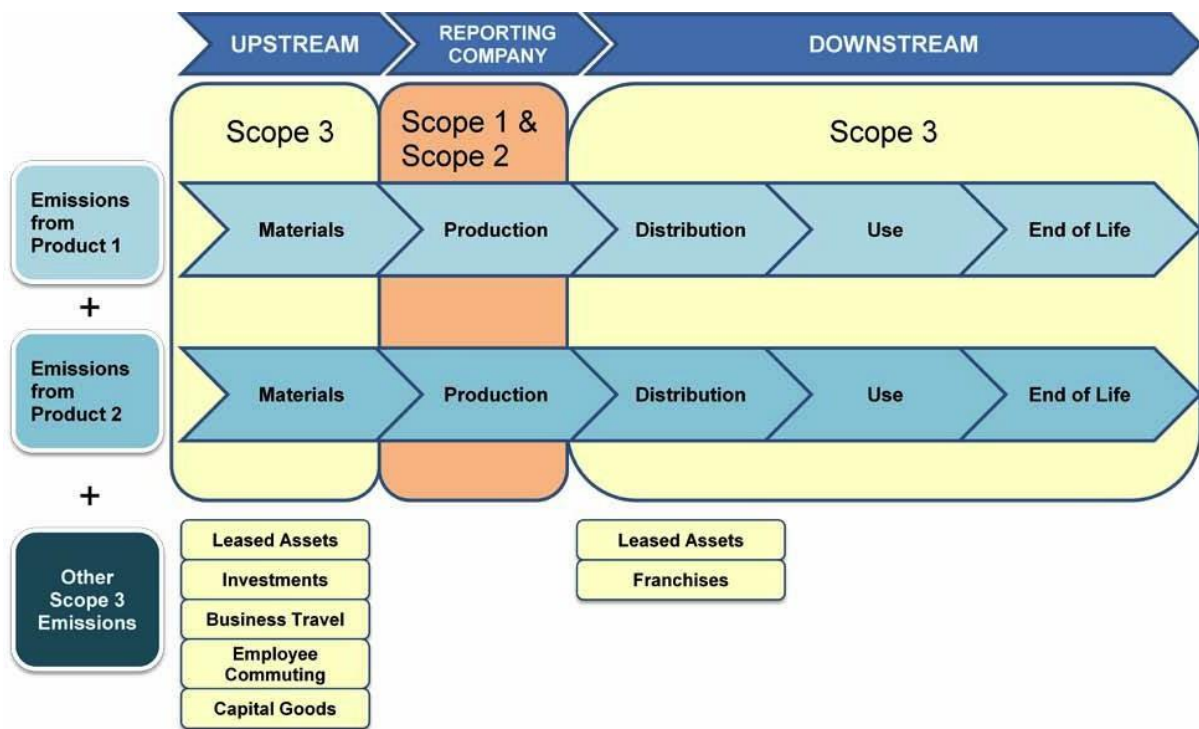 UPSTREAM
REPORTING
COMPANY
DOWNSTREAM
Scope 3
Scope 1 &
Scope 2
Scope 3
Emissions
from
Product 1
Materials
Production
Distribution
Use
End of Life
+
Emissions
from
Product 2
Materials
Production
Distribution
Use
End of Life
+
Other
Scope 3
Emissions
Leased Assets
Investments
Business Travel
Employee
Commuting
Capital Goods
Leased Assets
Franchises